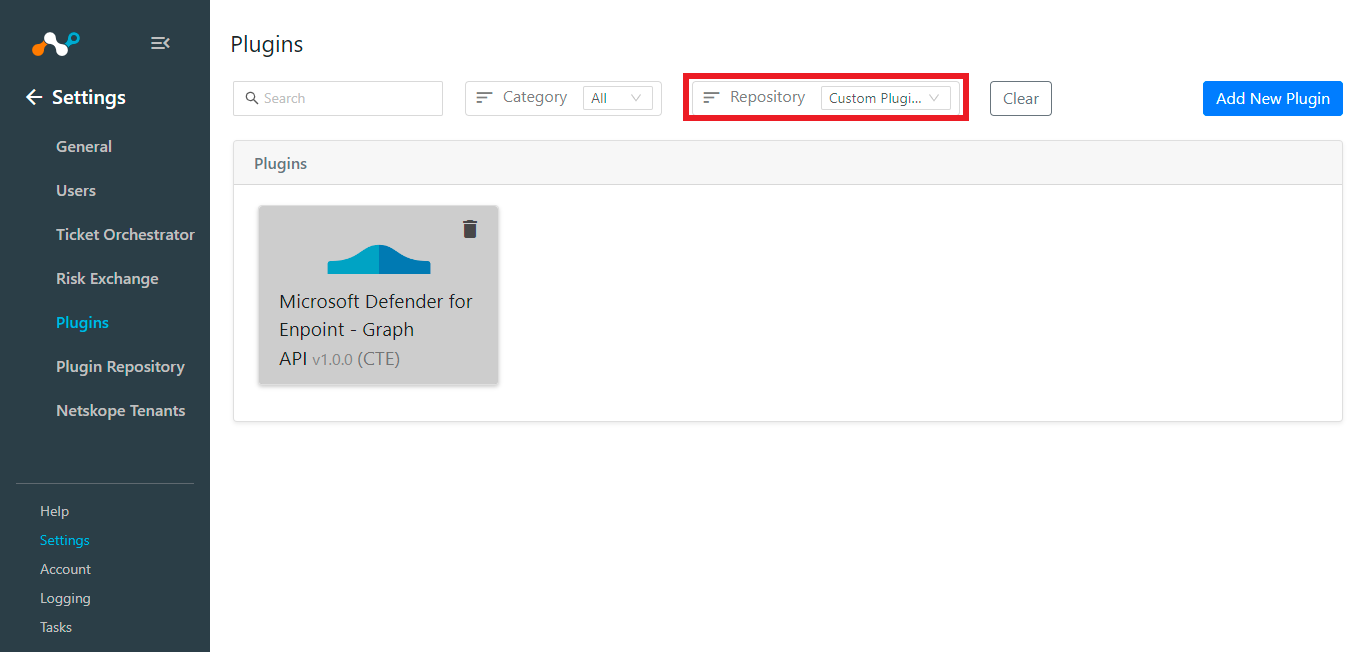 Settings
General
Users
Ticket Orchestrator
Risk Exchange
Plugins
Plugin Repository
Netskope Tenants
Help
Settings
Account
Logging
Tasks
Plugins
Search
Category All
Repository Custom Plugi...
Clear
Add New Plugin
Plugins
Microsoft Defender for
Enpoint - Graph
API v1.0.0 (CTE)